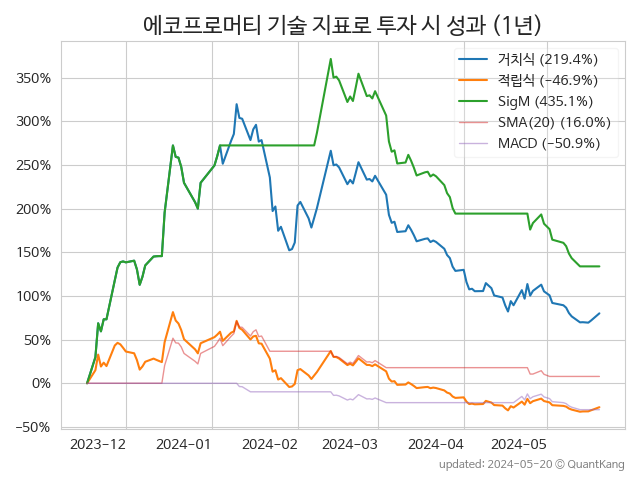 에코프로머티 기술 지표로 투자 시 성과 (1년)
거치식 (219.4%)
적립식 (−46.9%)
SigM (435.1%)
SMA(20) (16.0%)
MACD (−50.9%)
350%
300%
250%
200%
150%
100%
50%
0%
−50%
2023−12
2024−01
2024−02
2024−03
2024−04
2024−05
updated: 2024-05-20 © QuantKang